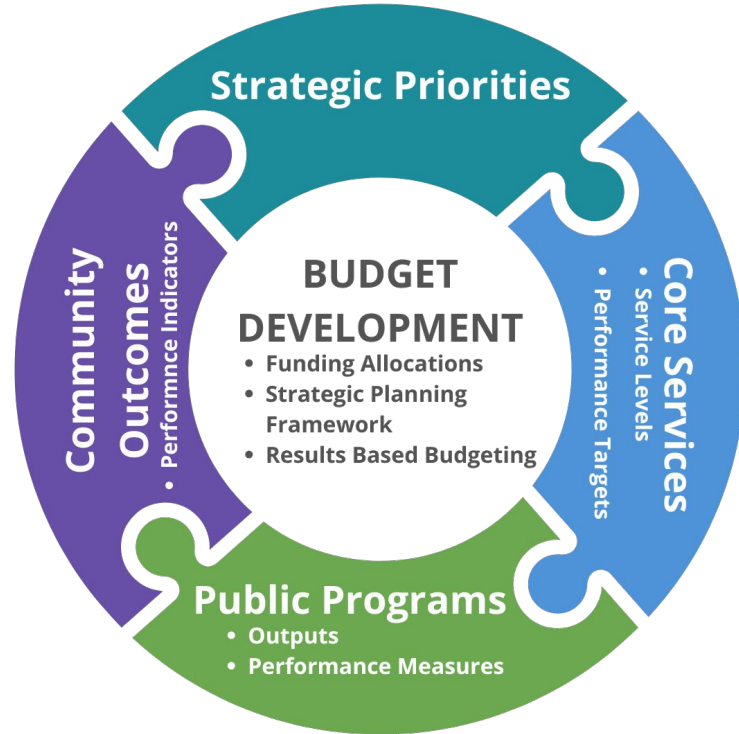 Strategic Priorities
Core Services
• Service Levels
• Performance Targets
Public Programs
• Outputs
• Performance Measures
Community
Outcomes
• Performnce Indicators
BUDGET
DEVELOPMENT
• Funding Allocations
• Strategic Planning
Framework
• Results Based Budgeting